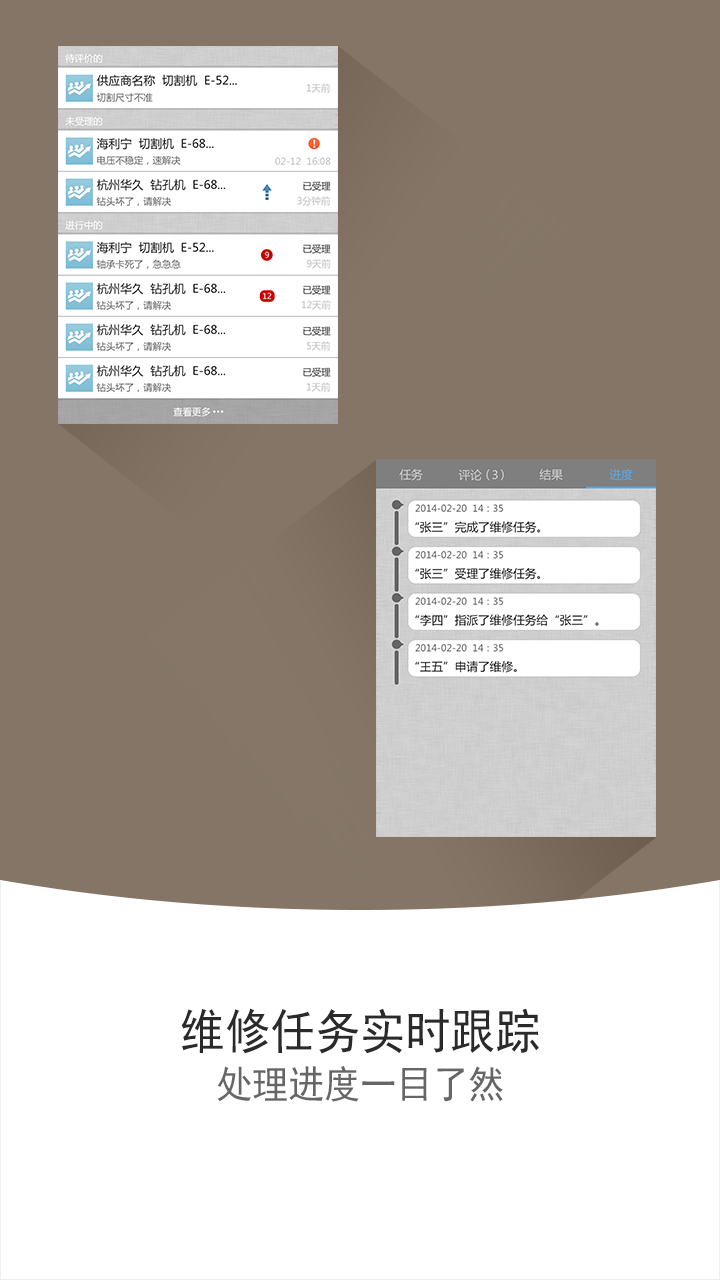 待评价的
供应商名称 切割机 E-52...
切割尺寸不准
1天前
未受理的
海利宁 切割机 E-68...
电压不稳定，速解决
02-12 16:08
杭州华久 钻孔机 E-68...
已受理
钻头坏了，请解决
3分钟前
进行中的
海利宁 切割机 E-52...
9
已受理
轴承卡死了，急急急
9天前
杭州华久 钻孔机 E-68...
12
已受理
钻头坏了，请解决
12天前
杭州华久 钻孔机 E-68...
已受理
钻头坏了，请解决
5天前
杭州华久 钻孔机 E-68...
已受理
钻头坏了，请解决
1天前
查看更多···
任务 评论（3） 结果 进度
2014-02-20 14：35
“张三”完成了维修任务。
2014-02-20 14：35
“张三”受理了维修任务。
2014-02-20 14：35
“李四”指派了维修任务给“张三”。
2014-02-20 14：35
“王五”申请了维修。
维修任务实时跟踪
处理进度一目了然